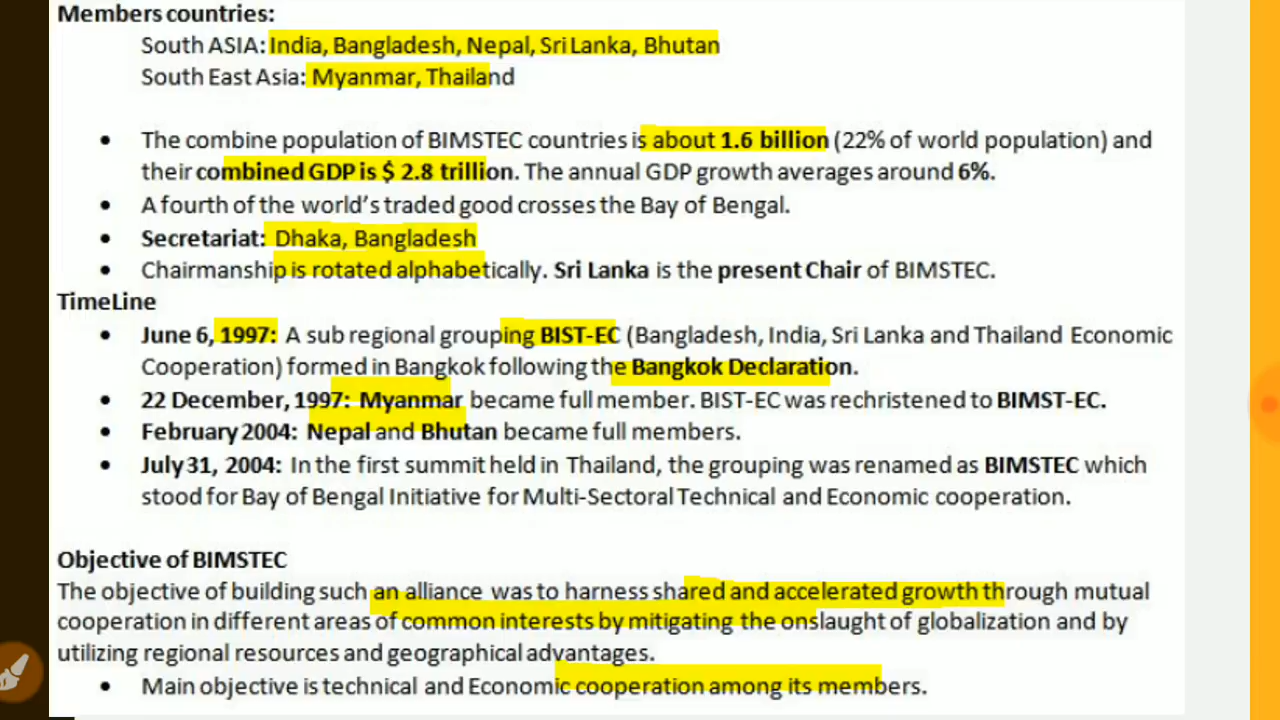 Members countries:
South ASIA: India, Bangladesh, Nepal, Sri Lanka, Bhutan
South East Asia: Myanmar, Thailand
• The combine population of BIMSTEC countries is about 1.6 billion (22% of world population) and
their combined GDP is $ 2.8 trillion. The annual GDP growth averages around 6%.
• A fourth of the world's traded good crosses the Bay of Bengal.
• Secretariat: Dhaka, Bangladesh
• Chairmanship is rotated alphabetically. Sri Lanka is the present Chair of BIMSTEC.
TimeLine
• June 6, 1997: A sub regional grouping BIST-EC (Bangladesh, India, Sri Lanka and Thailand Economic
Cooperation) formed in Bangkok following the Bangkok Declaration.
• 22 December, 1997: Myanmar became full member. BIST-EC was rechristened to BIMST-EC.
• February 2004: Nepal and Bhutan became full members.
• July 31, 2004: In the first summit held in Thailand, the grouping was renamed as BIMSTEC which
stood for Bay of Bengal Initiative for Multi-Sectoral Technical and Economic cooperation.
Objective of BIMSTEC
The objective of building such an alliance was to harness shared and accelerated growth through mutual
cooperation in different areas of common interests by mitigating the onslaught of globalization and by
utilizing regional resources and geographical advantages.
• Main objective is technical and Economic cooperation among its members.